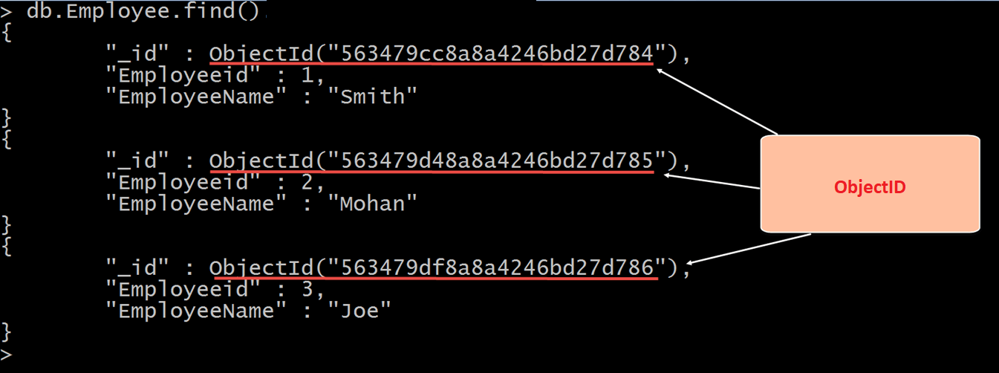 > db.Employee.find()
{
"_id" : ObjectId("563479cc8a8a4246bd27d784"),
"Employeeid" : 1,
"EmployeeName" : "Smith"
}
{
"_id" : ObjectId("563479d48a8a4246bd27d785"),
"Employeeid" : 2,
"EmployeeName" : "Mohan"
}
{
"_id" : ObjectId("563479df8a8a4246bd27d786"),
"Employeeid" : 3,
"EmployeeName" : "Joe"
}
>
ObjectID